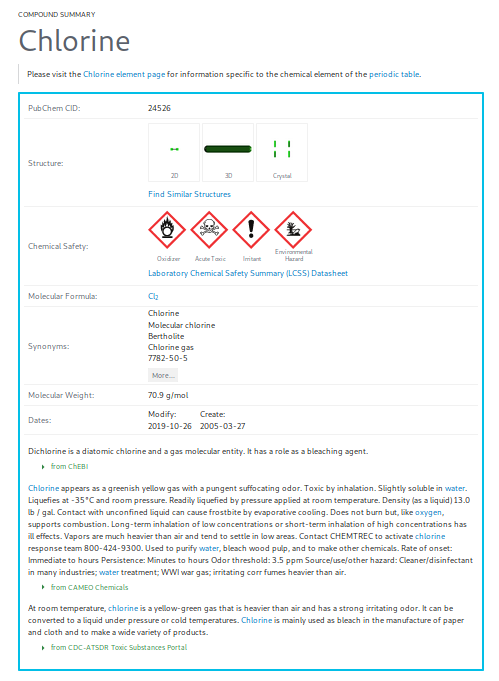 COMPOUND SUMMARY
Chlorine
Please visit the Chlorine element page for information specific to the chemical element of the periodic table.
PubChem CID: 24526
Structure:
2D 3D Crystal
Find Similar Structures
Chemical Safety:
Oxidizer Acute Toxic Irritant Environmental Hazard
Laboratory Chemical Safety Summary (LCSS) Datasheet
Molecular Formula: Cl2
Synonyms:
Chlorine
Molecular chlorine
Bertholite
Chlorine gas
7782-50-5
More...
Molecular Weight: 70.9 g/mol
Dates:
Modify: Create:
2019-10-26 2005-03-27
Dichlorine is a diatomic chlorine and a gas molecular entity. It has a role as a bleaching agent.
from ChEBI
Chlorine appears as a greenish yellow gas with a pungent suffocating odor. Toxic by inhalation. Slightly soluble in water.
Liquefies at -35°C and room pressure. Readily liquefied by pressure applied at room temperature. Density (as a liquid) 13.0
lb / gal. Contact with unconfined liquid can cause frostbite by evaporative cooling. Does not burn but, like oxygen,
supports combustion. Long-term inhalation of low concentrations or short-term inhalation of high concentrations has
ill effects. Vapors are much heavier than air and tend to settle in low areas. Contact CHEMTREC to activate chlorine
response team 800-424-9300. Used to purify water, bleach wood pulp, and to make other chemicals. Rate of onset:
Immediate to hours Persistence: Minutes to hours Odor threshold: 3.5 ppm Source/use/other hazard: Cleaner/disinfectant
in many industries; water treatment; WWI war gas; irritating corr fumes heavier than air.
from CAMEO Chemicals
At room temperature, chlorine is a yellow-green gas that is heavier than air and has a strong irritating odor. It can be
converted to a liquid under pressure or cold temperatures. Chlorine is mainly used as bleach in the manufacture of paper
and cloth and to make a wide variety of products.
from CDC-ATSDR Toxic Substances Portal